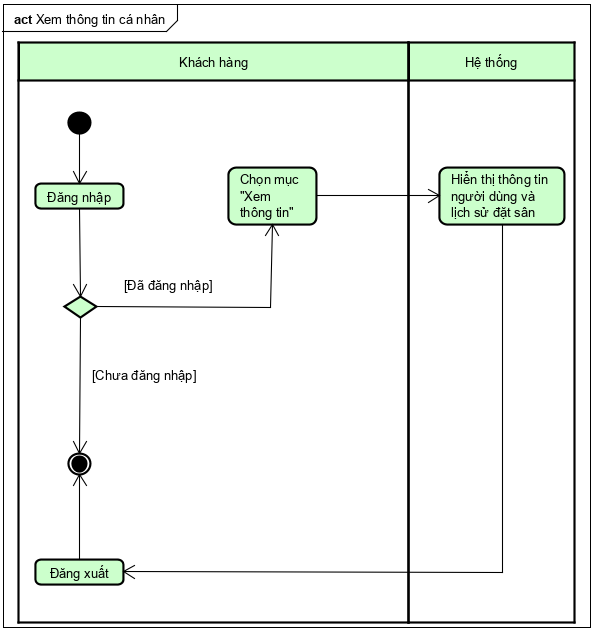 act Xem thông tin cá nhân
Khách hàng
Hệ thống
Đăng nhập
Chọn mục
"Xem
thông tin"
Hiển thị thông tin
người dùng và
lịch sử đặt sân
[Đã đăng nhập]
[Chưa đăng nhập]
Đăng xuất